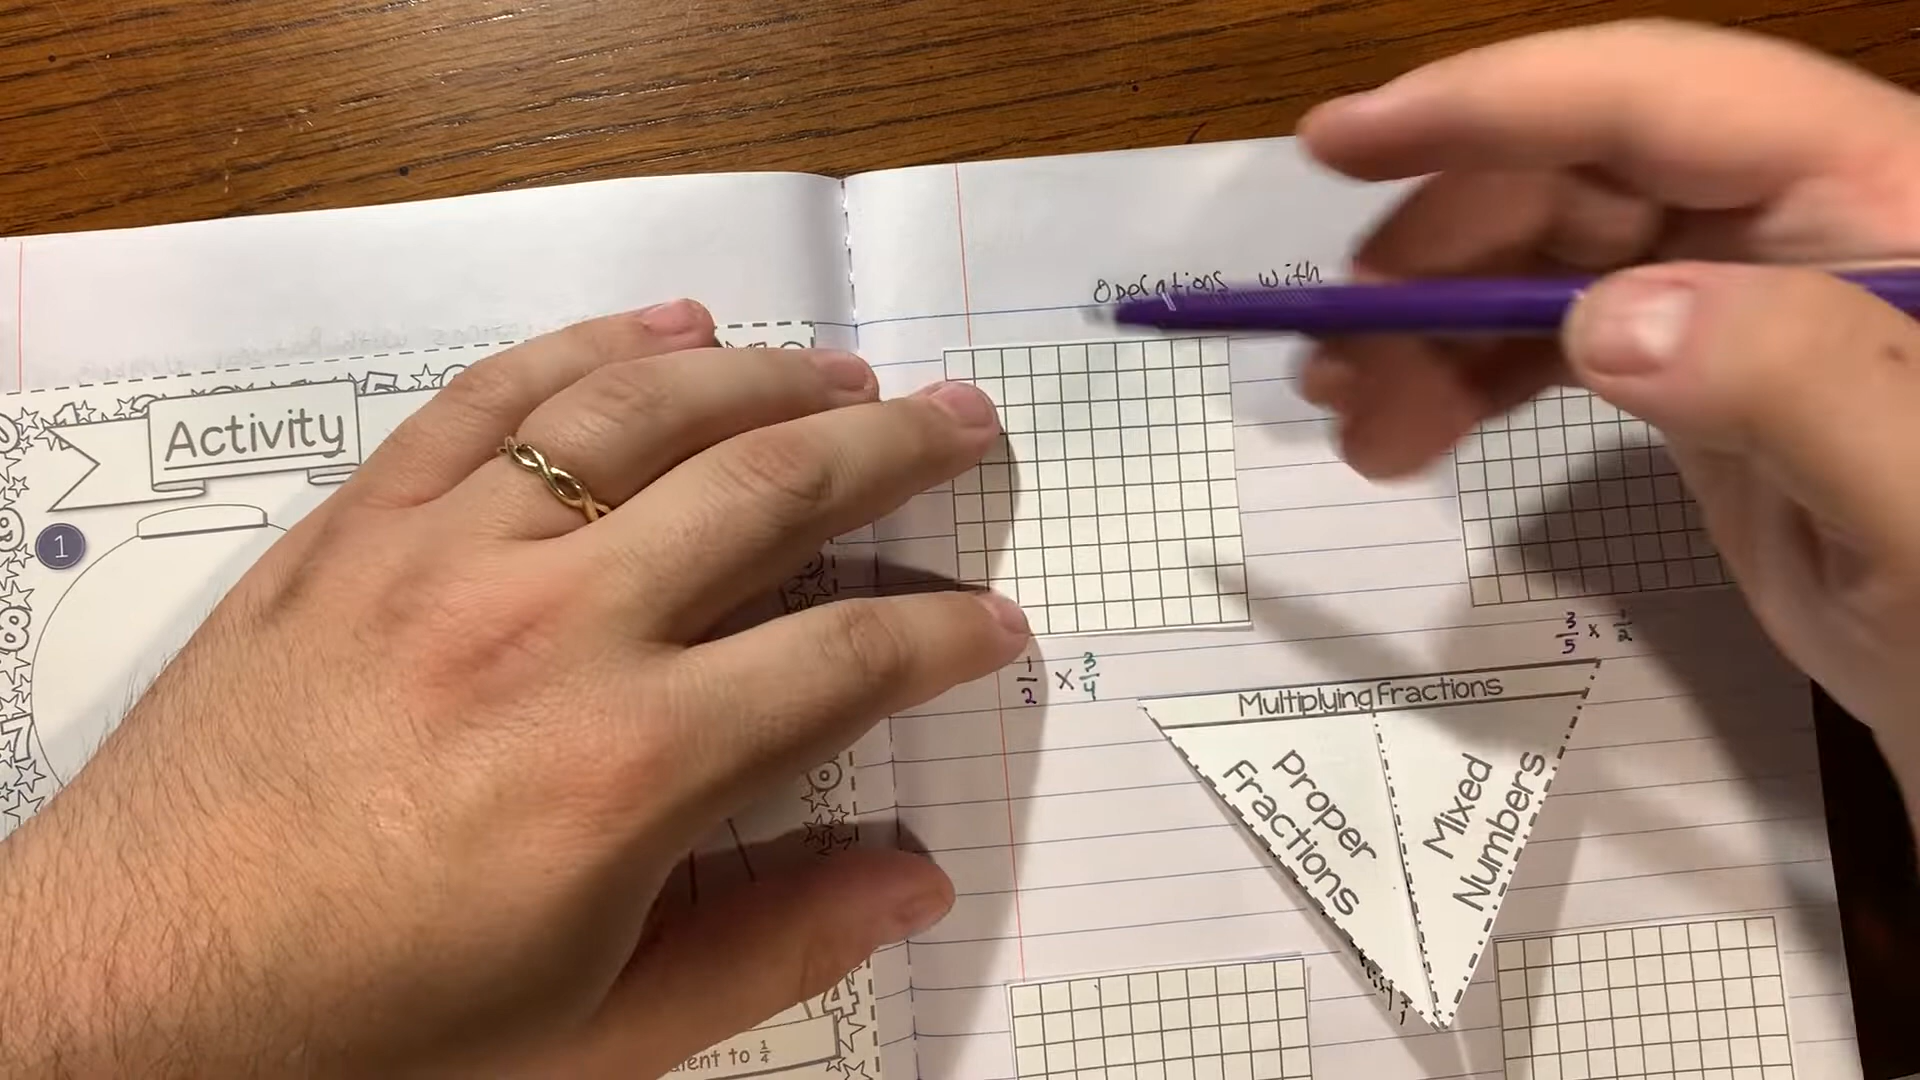 Activity
1
ent to 1/4
Operations with
1/2 x 3/4
3/5 x 1/2
Multiplying Fractions
Proper
Fractions
Mixed
Numbers